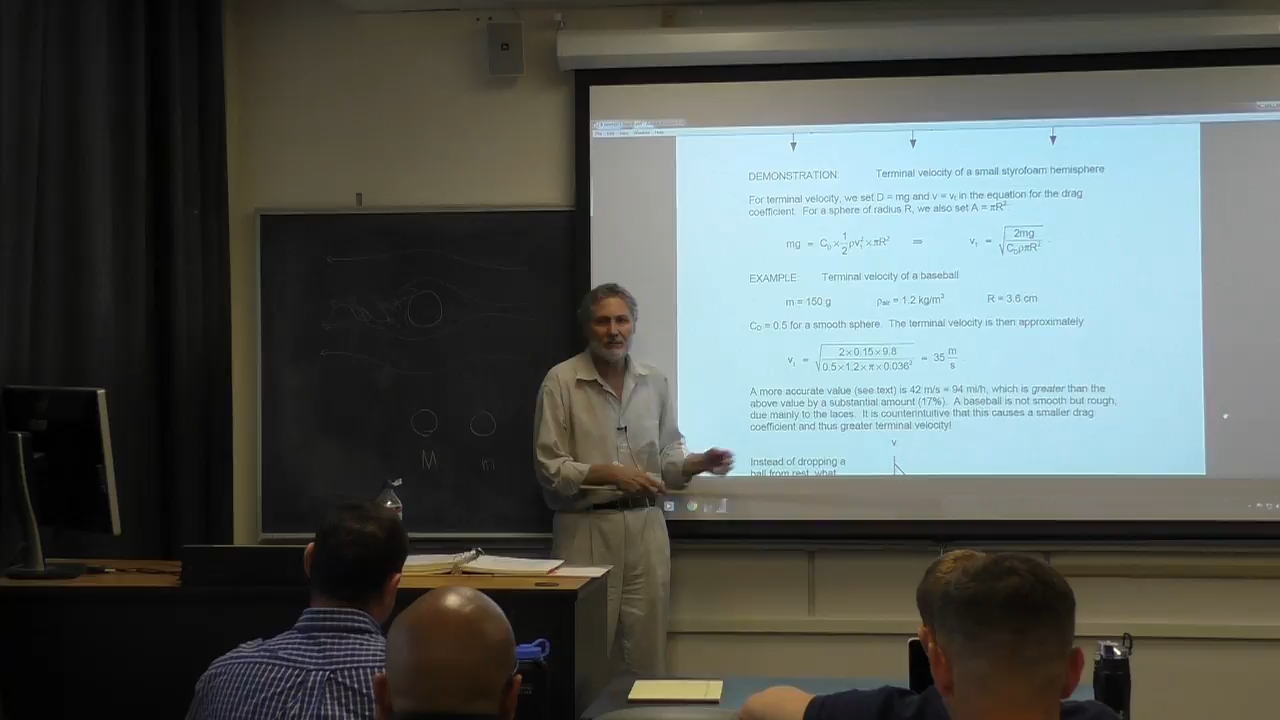 DEMONSTRATION: Terminal velocity of a small styrofoam hemisphere
For terminal velocity, we set D = mg and v = vₜ in the equation for the drag
coefficient. For a sphere of radius R, we also set A = πR².
mg = C_D × 1/2 ρvₜ² × πR² ⇒ vₜ = √(2mg / C_DρπR²)
EXAMPLE: Terminal velocity of a baseball
m = 150 g ρair = 1.2 kg/m³ R = 3.6 cm
C_D = 0.5 for a smooth sphere. The terminal velocity is then approximately
vₜ = √(2×0.15×9.8 / 0.5×1.2×π×0.036²) = 35 m/s
A more accurate value (see text) is 42 m/s = 94 mi/h, which is greater than the
above value by a substantial amount (17%). A baseball is not smooth but rough,
due mainly to the laces. It is counterintuitive that this causes a smaller drag
coefficient and thus greater terminal velocity!
v
Instead of dropping a
ball from rest, what
M m